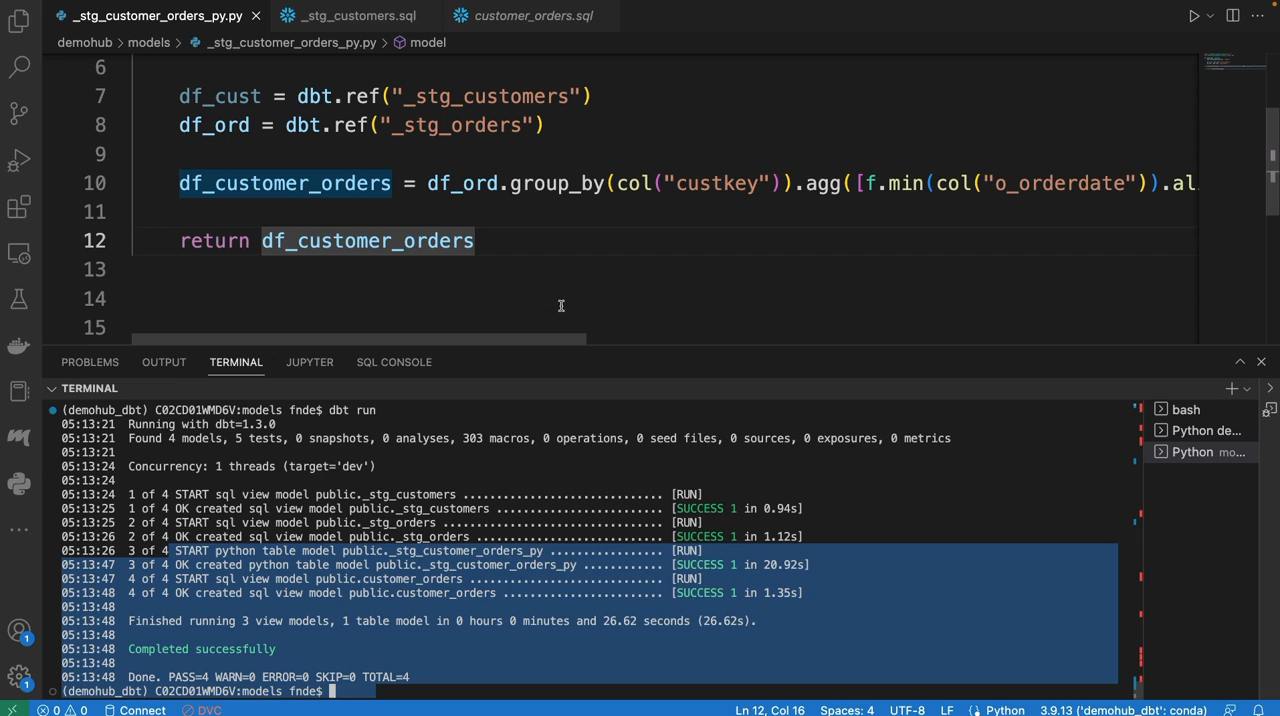 _stg_customer_orders_py.py
_stg_customers.sql
customer_orders.sql
demohub > models > _stg_customer_orders_py.py > model
6
7 df_cust = dbt.ref("_stg_customers")
8 df_ord = dbt.ref("_stg_orders")
9
10 df_customer_orders = df_ord.group_by(col("custkey")).agg([f.min(col("o_orderdate")).al
11
12 return df_customer_orders
13
14
15
PROBLEMS OUTPUT TERMINAL JUPYTER SQL CONSOLE
TERMINAL
(demohub_dbt) C02CD01WMD6V:models fnde$ dbt run
05:13:21 Running with dbt=1.3.0
05:13:21 Found 4 models, 5 tests, 0 snapshots, 0 analyses, 303 macros, 0 operations, 0 seed files, 0 sources, 0 exposures, 0 metrics
05:13:21
05:13:24 Concurrency: 1 threads (target='dev')
05:13:24
05:13:24 1 of 4 START sql view model public._stg_customers ............................. [RUN]
05:13:25 1 of 4 OK created sql view model public._stg_customers ........................ [SUCCESS 1 in 0.94s]
05:13:25 2 of 4 START sql view model public._stg_orders ................................ [RUN]
05:13:26 2 of 4 OK created sql view model public._stg_orders ........................... [SUCCESS 1 in 1.12s]
05:13:26 3 of 4 START python table model public._stg_customer_orders_py ................ [RUN]
05:13:47 3 of 4 OK created python table model public._stg_customer_orders_py ........... [SUCCESS 1 in 20.92s]
05:13:47 4 of 4 START sql view model public.customer_orders ............................ [RUN]
05:13:48 4 of 4 OK created sql view model public.customer_orders ....................... [SUCCESS 1 in 1.35s]
05:13:48
05:13:48 Finished running 3 view models, 1 table model in 0 hours 0 minutes and 26.62 seconds (26.62s).
05:13:48
05:13:48 Completed successfully
05:13:48
05:13:48 Done. PASS=4 WARN=0 ERROR=0 SKIP=0 TOTAL=4
(demohub_dbt) C02CD01WMD6V:models fnde$
bash
Python de...
Python mo...
1
1
0 0 Connect DVC Ln 12, Col 16 Spaces: 4 UTF-8 LF Python 3.9.13 ('demohub_dbt': conda)